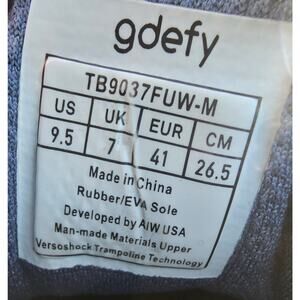 gdefy
TB9037FUW-M
US UK EUR CM
9.5 7 41 26.5
Made in China
Rubber/EVA Sole
Developed by AIW USA
Man-made Materials Upper
Versoshock Trampoline Technology